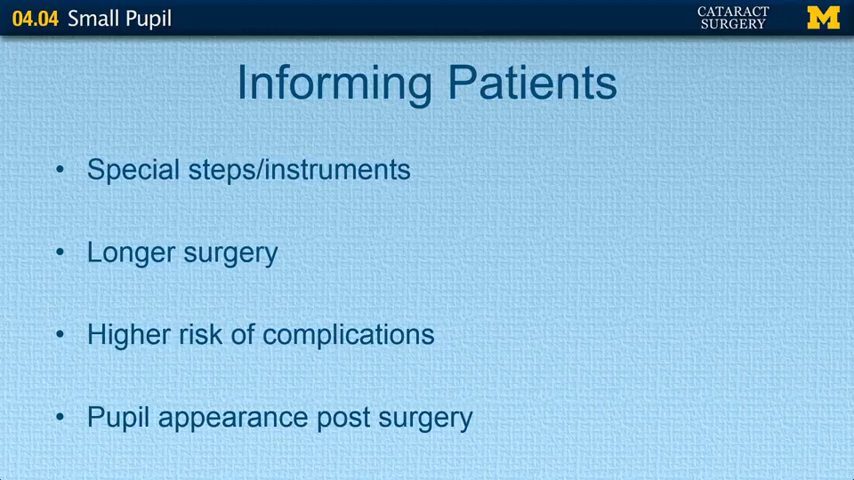 04.04 Small Pupil
CATARACT
SURGERY
M
Informing Patients
• Special steps/instruments
• Longer surgery
• Higher risk of complications
• Pupil appearance post surgery